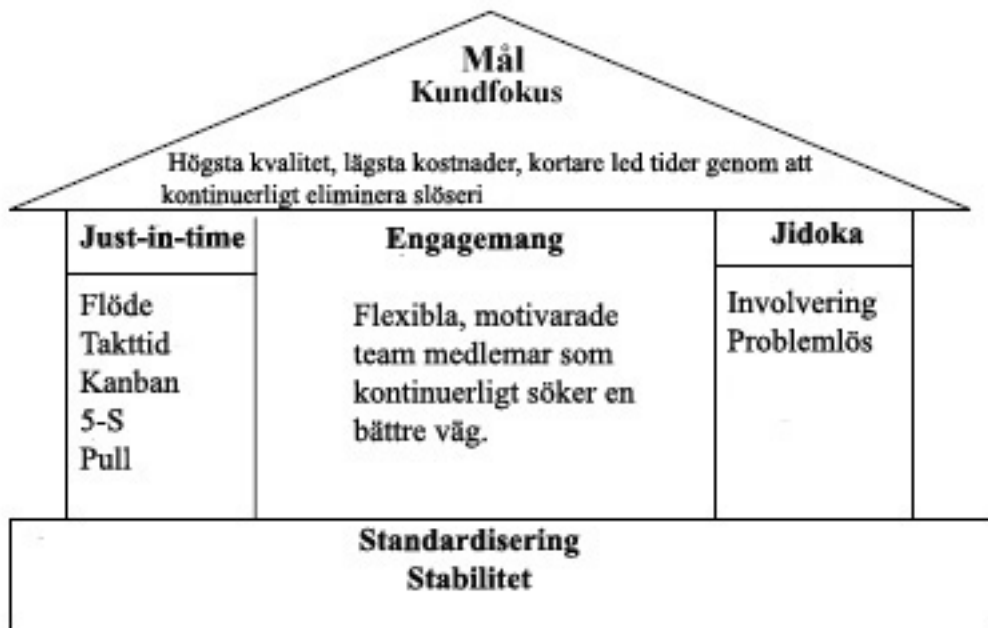 Mål
Kundfokus
Högsta kvalitet, lägsta kostnader, kortare led tider genom att
kontinuerligt eliminera slöseri
Just-in-time
Flöde
Takttid
Kanban
5-S
Pull
Engagemang
Flexibla, motivarade
team medlemar som
kontinuerligt söker en
bättre väg.
Jidoka
Involvering
Problemlös
Standardisering
Stabilitet